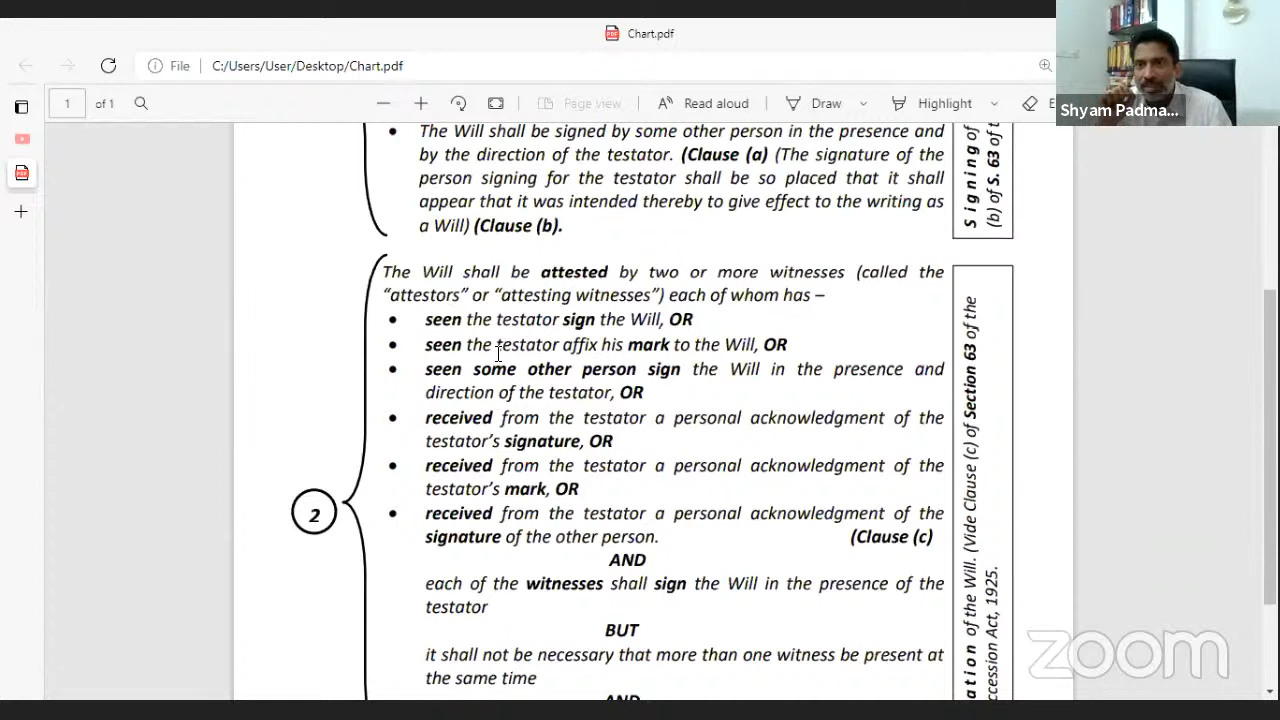 Chart.pdf
File
C:/Users/User/Desktop/Chart.pdf
Shyam Padma...
1
of 1
Page view
Read aloud
Draw
Highlight
The Will shall be signed by some other person in the presence and
by the direction of the testator. (Clause (a) (The signature of the
person signing for the testator shall be so placed that it shall
appear that it was intended thereby to give effect to the writing as
a Will) (Clause (b).
Signing of
(b) of S. 63 of t
The Will shall be attested by two or more witnesses (called the
“attestors” or “attesting witnesses”) each of whom has –
• seen the testator sign the Will, OR
• seen the testator affix his mark to the Will, OR
• seen some other person sign the Will in the presence and
direction of the testator, OR
• received from the testator a personal acknowledgment of the
testator’s signature, OR
• received from the testator a personal acknowledgment of the
testator’s mark, OR
• received from the testator a personal acknowledgment of the
signature of the other person. (Clause (c)
AND
each of the witnesses shall sign the Will in the presence of the
testator
BUT
it shall not be necessary that more than one witness be present at
the same time
2
ation of the Will. (Vide Clause (c) of Section 63 of the
ccession Act, 1925.
zoom